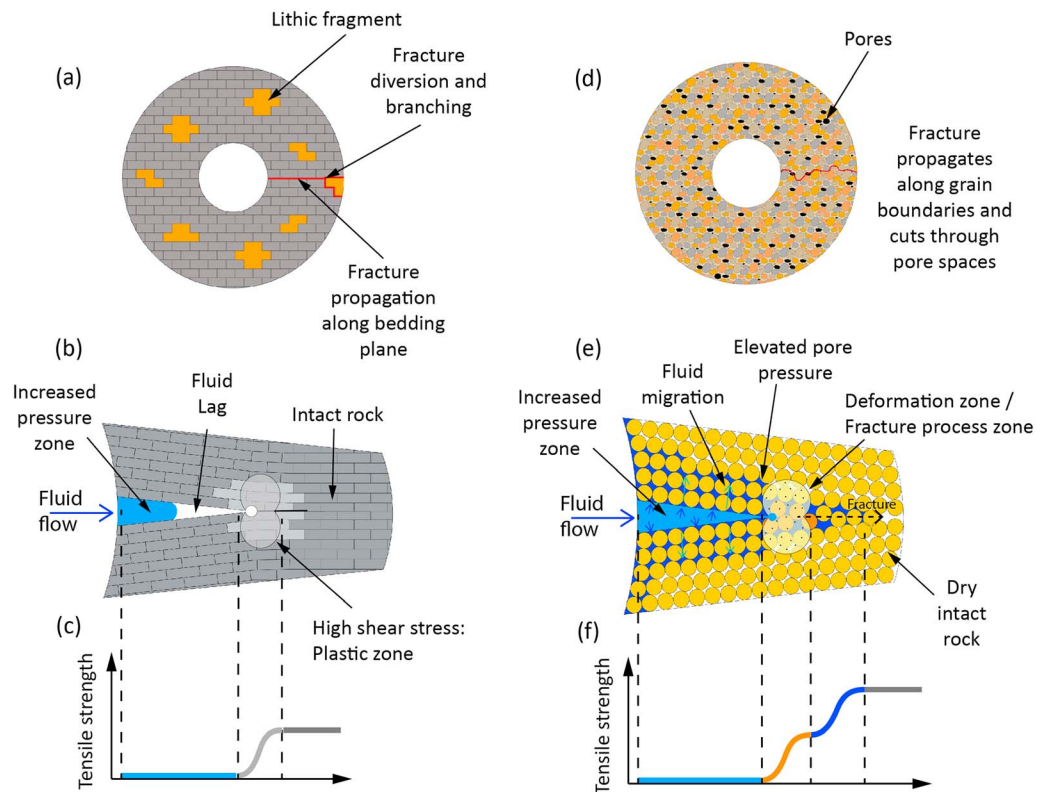 Lithic fragment
(a)
Fracture
diversion and
branching
Fracture
propagation
along bedding
plane
(d)
Pores
Fracture
propagates
along grain
boundaries and
cuts through
pore spaces
(b)
Increased
pressure
zone
Fluid
Lag
Intact rock
Fluid
flow
High shear stress:
Plastic zone
(e)
Increased
pressure
zone
Fluid
migration
Elevated pore
pressure
Deformation zone /
Fracture process zone
Fluid
flow
Fracture
Dry
intact
rock
(c)
Tensile strength
(f)
Tensile strength